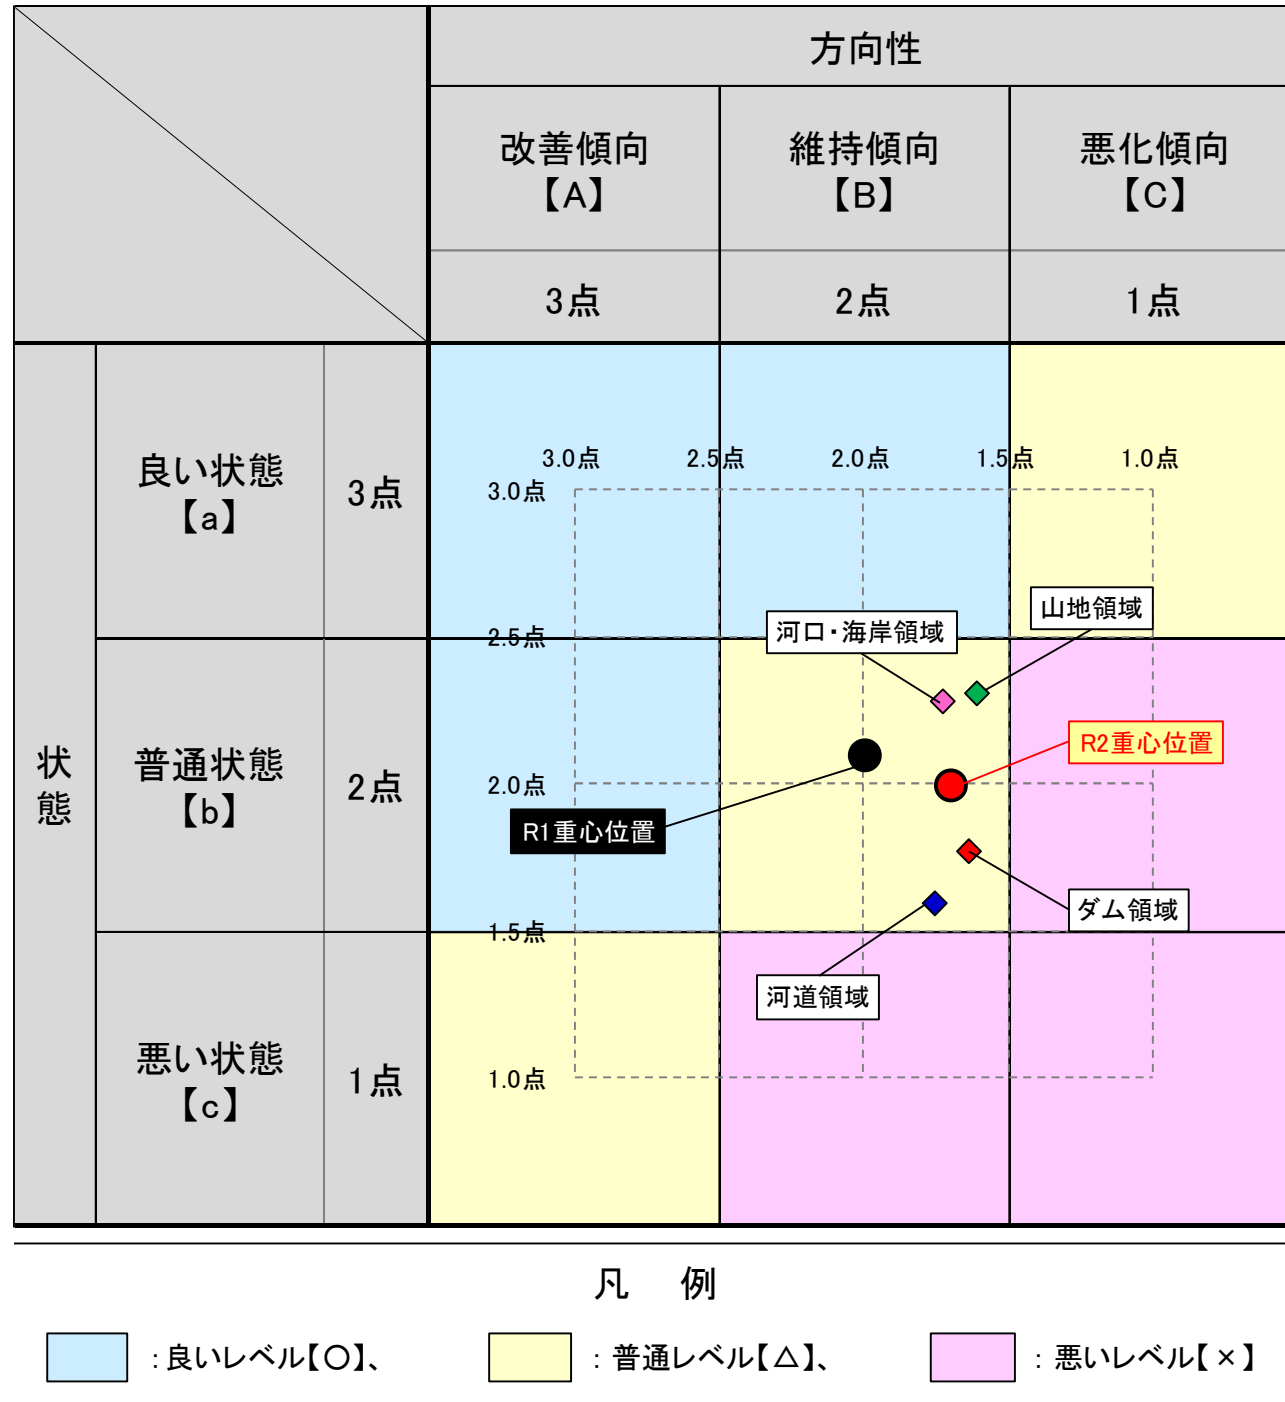 方向性
改善傾向
【A】
維持傾向
【B】
悪化傾向
【C】
3点
2点
1点
状態
良い状態
【a】
3点
普通状態
【b】
2点
悪い状態
【c】
1点
3.0点
2.5点
2.0点
1.5点
1.0点
3.0点
2.5点
2.0点
1.5点
1.0点
山地領域
河口・海岸領域
R2重心位置
R1重心位置
ダム領域
河道領域
凡 例
：良いレベル【○】、
：普通レベル【△】、
：悪いレベル【×】